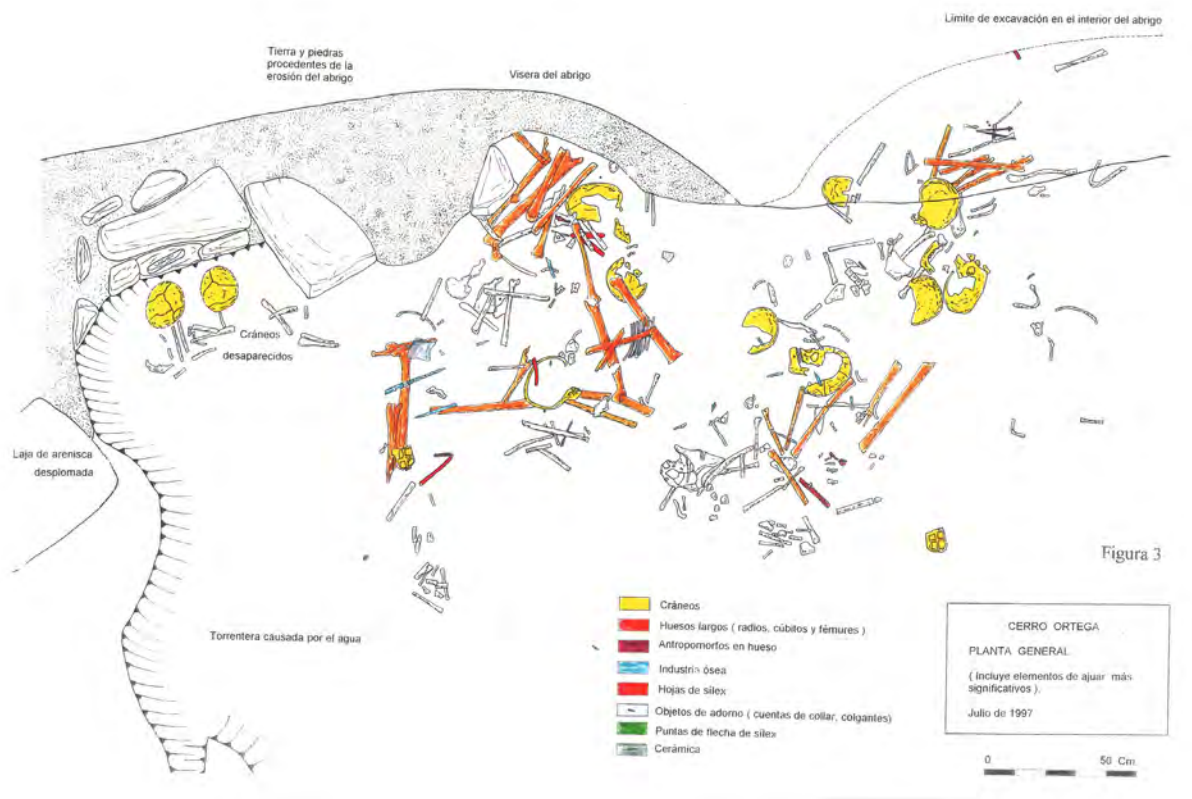 Límite de excavación en el interior del abrigo
Tierra y piedras
procedentes de la
erosión del abrigo
Visera del abrigo
Cráneos
desaparecidos
Laja de arenisca
desplomada
Torrentera causada por el agua
Figura 3
Cráneos
Huesos largos ( radios, cúbitos y fémures )
Antropomorfos en hueso
Industria ósea
Hojas de sílex
Objetos de adorno ( cuentas de collar, colgantes)
Puntas de flecha de sílex
Cerámica
CERRO ORTEGA
PLANTA GENERAL
( Incluye elementos de ajuar más
significativos ).
Julio de 1997
0 50 Cm.